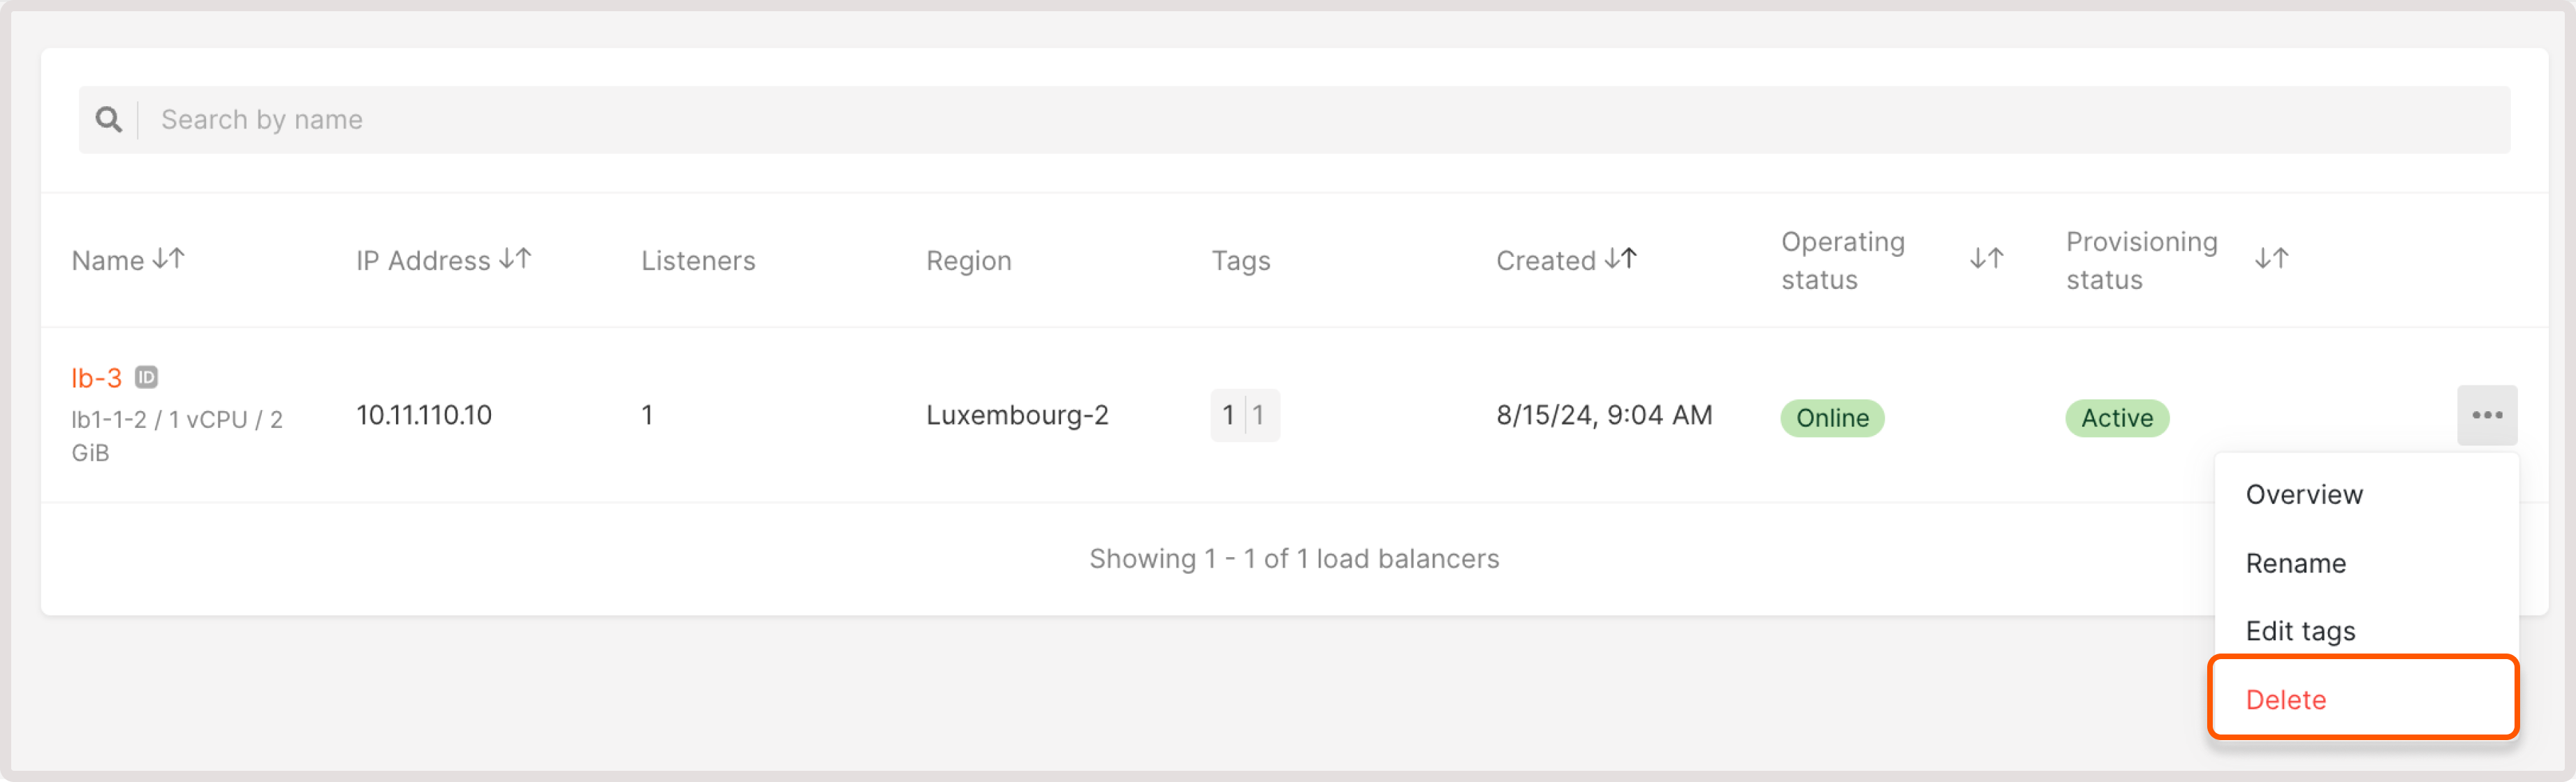 Search by name
Name IP Address Listeners Region Tags Created Operating status Provisioning status
lb-3 ID
lb1-1-2 / 1 vCPU / 2 GiB
10.11.110.10
1
Luxembourg-2
1 1
8/15/24, 9:04 AM
Online
Active
Overview
Rename
Edit tags
Delete
Showing 1 - 1 of 1 load balancers